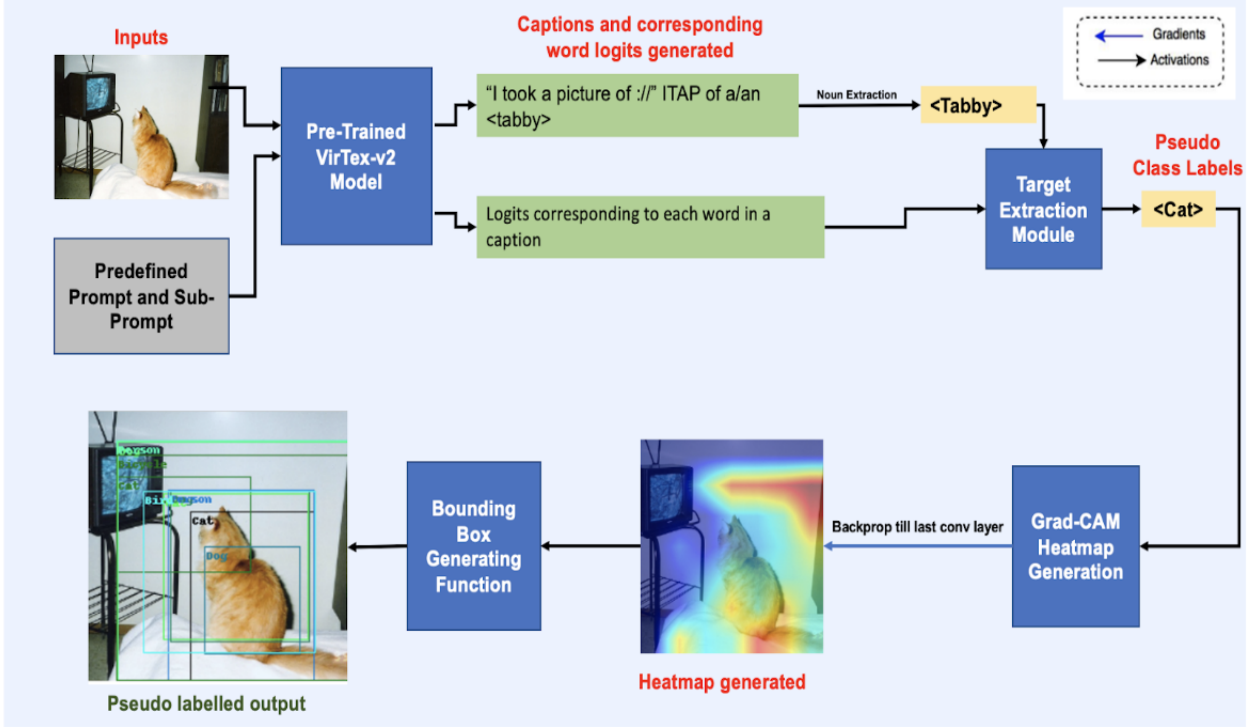 Inputs
Captions and corresponding
word logits generated
Gradients
Activations
Pre-Trained
VirTex-v2
Model
“I took a picture of ://” ITAP of a/an
<tabby>
Noun Extraction
<Tabby>
Pseudo
Class Labels
Logits corresponding to each word in a
caption
Target
Extraction
Module
<Cat>
Predefined
Prompt and Sub-
Prompt
Cat
Dog
Bounding
Box
Generating
Function
Backprop till last conv layer
Grad-CAM
Heatmap
Generation
Heatmap generated
Pseudo labelled output